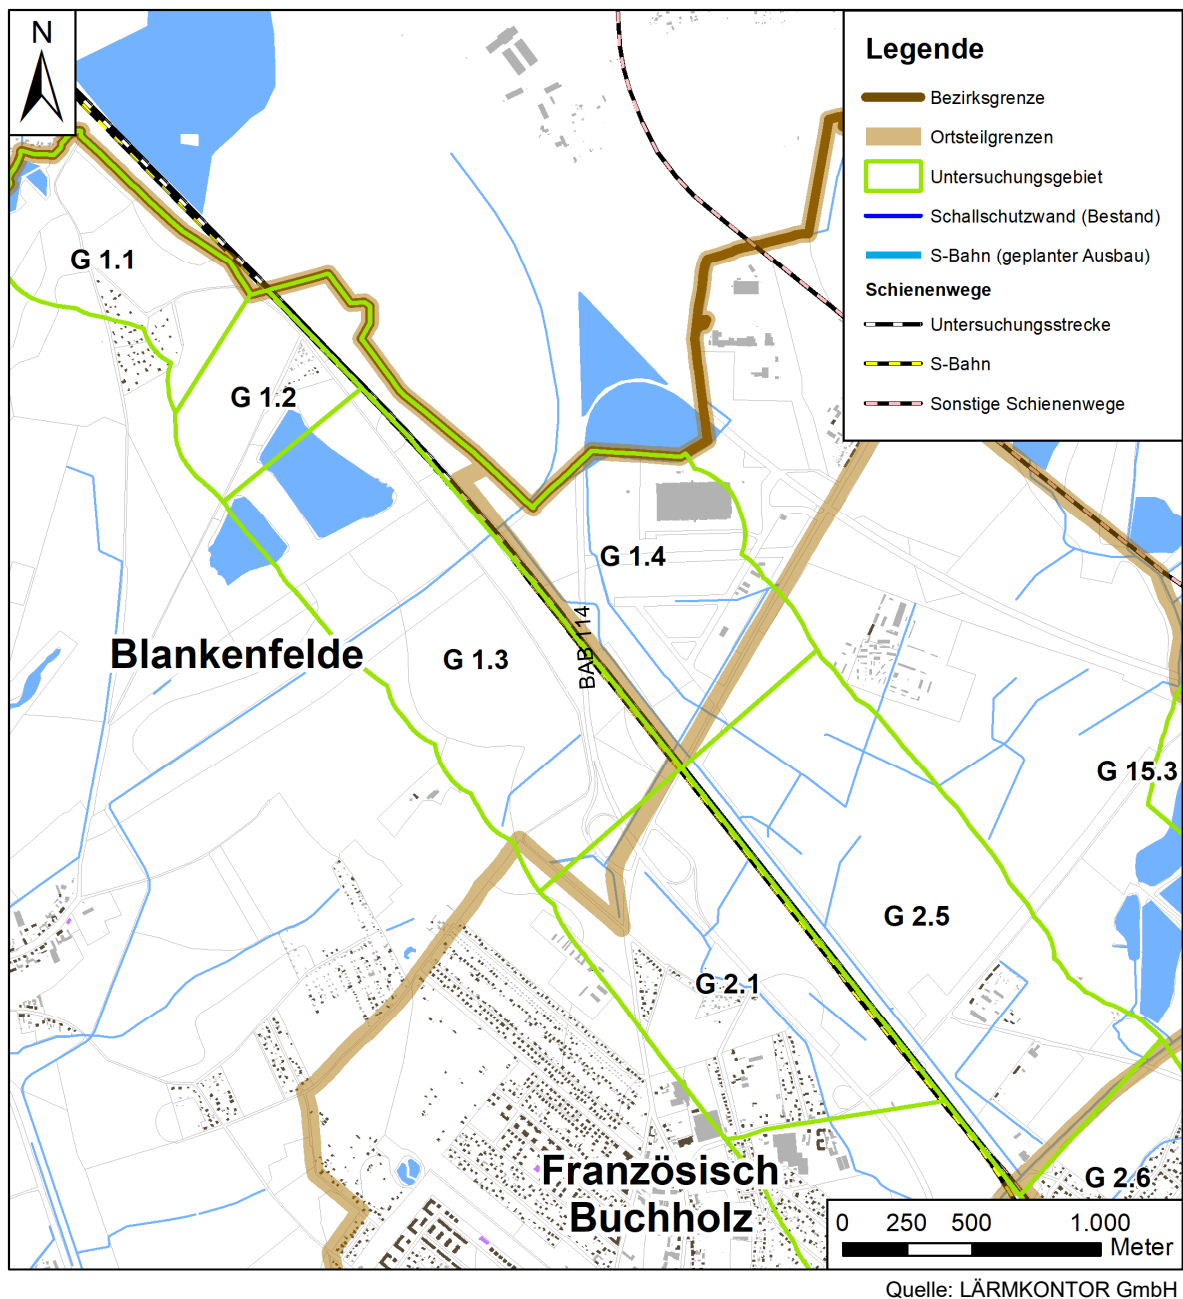 N
Legende
Bezirksgrenze
Ortsteilgrenzen
Untersuchungsgebiet
Schallschutzwand (Bestand)
S-Bahn (geplanter Ausbau)
Schienenwege
Untersuchungsstrecke
S-Bahn
Sonstige Schienenwege
G 1.1
G 1.2
G 1.4
BAB 114
Blankenfelde
G 1.3
G 15.3
G 2.5
G 2.1
Französisch
Buchholz
G 2.6
0 250 500 1.000
Meter
Quelle: LÄRMKONTOR GmbH